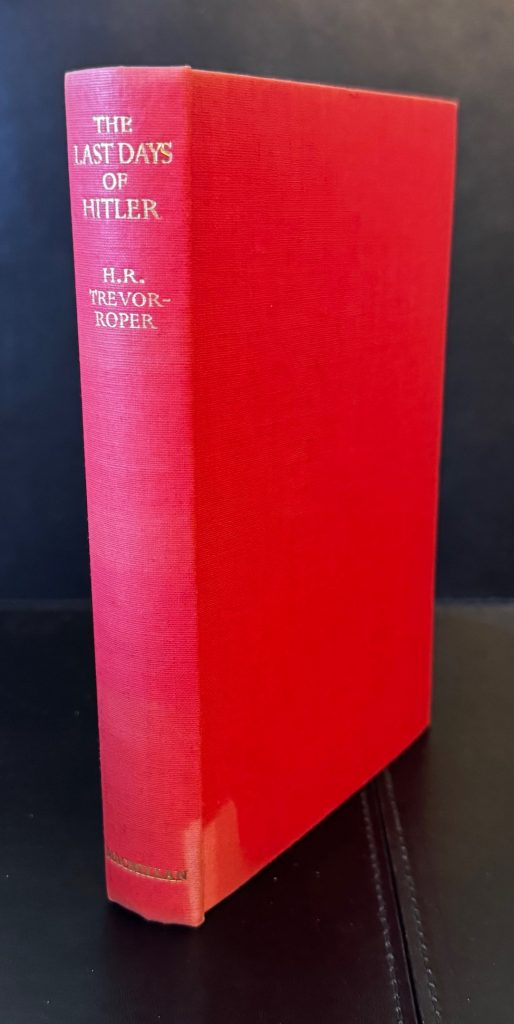 THE
LAST DAYS
OF
HITLER
H.R.
TREVOR-
ROPER
MACMILLAN